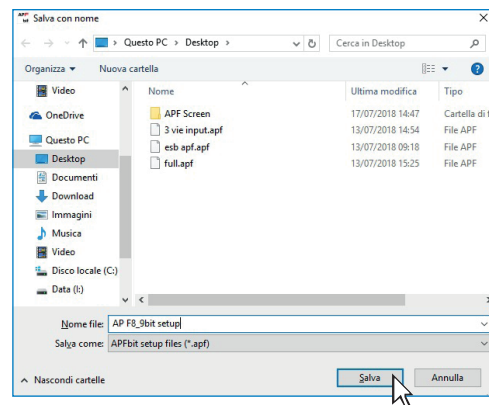 Salva con nome
Questo PC > Desktop >
Cerca in Desktop
Organizza
Nuova cartella
Video
OneDrive
Questo PC
Desktop
Documenti
Download
Immagini
Musica
Video
Disco locale (C:)
Data (I:)
Nome Ultima modifica Tipo
APF Screen 17/07/2018 14:47 Cartella di f
3 vie input.apf 13/07/2018 14:54 File APF
esb apf.apf 13/07/2018 09:18 File APF
full.apf 13/07/2018 15:25 File APF
Nome file: AP F8_9bit setup
Salva come: APFbit setup files (*.apf)
Nascondi cartelle
Salva
Annulla